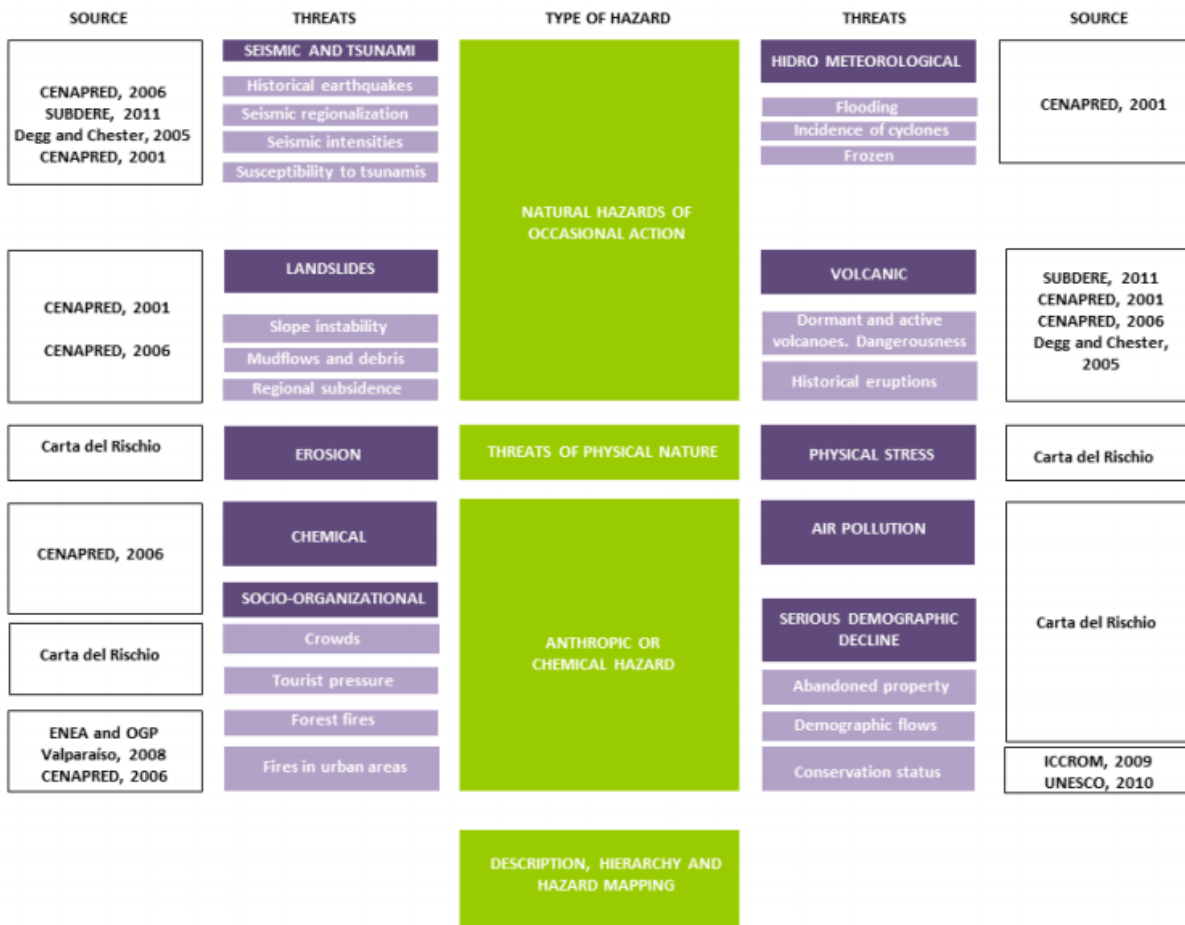 SOURCE
THREATS
TYPE OF HAZARD
THREATS
SOURCE
CENAPRED, 2006
SUBDERE, 2011
Degg and Chester, 2005
CENAPRED, 2001
SEISMIC AND TSUNAMI
Historical earthquakes
Seismic regionalization
Seismic intensities
Susceptibility to tsunamis
NATURAL HAZARDS OF
OCCASIONAL ACTION
HIDRO METEOROLOGICAL
Flooding
Incidence of cyclones
Frozen
CENAPRED, 2001
CENAPRED, 2001
CENAPRED, 2006
LANDSLIDES
Slope instability
Mudflows and debris
Regional subsidence
VOLCANIC
Dormant and active
volcanoes. Dangerousness
Historical eruptions
SUBDERE, 2011
CENAPRED, 2001
CENAPRED, 2006
Degg and Chester,
2005
Carta del Rischio
EROSION
THREATS OF PHYSICAL NATURE
PHYSICAL STRESS
Carta del Rischio
CENAPRED, 2006
Carta del Rischio
ENEA and OGP
Valparaíso, 2008
CENAPRED, 2006
CHEMICAL
SOCIO-ORGANIZATIONAL
Crowds
Tourist pressure
Forest fires
Fires in urban areas
ANTHROPIC OR
CHEMICAL HAZARD
AIR POLLUTION
SERIOUS DEMOGRAPHIC
DECLINE
Abandoned property
Demographic flows
Conservation status
Carta del Rischio
ICCROM, 2009
UNESCO, 2010
DESCRIPTION, HIERARCHY AND
HAZARD MAPPING